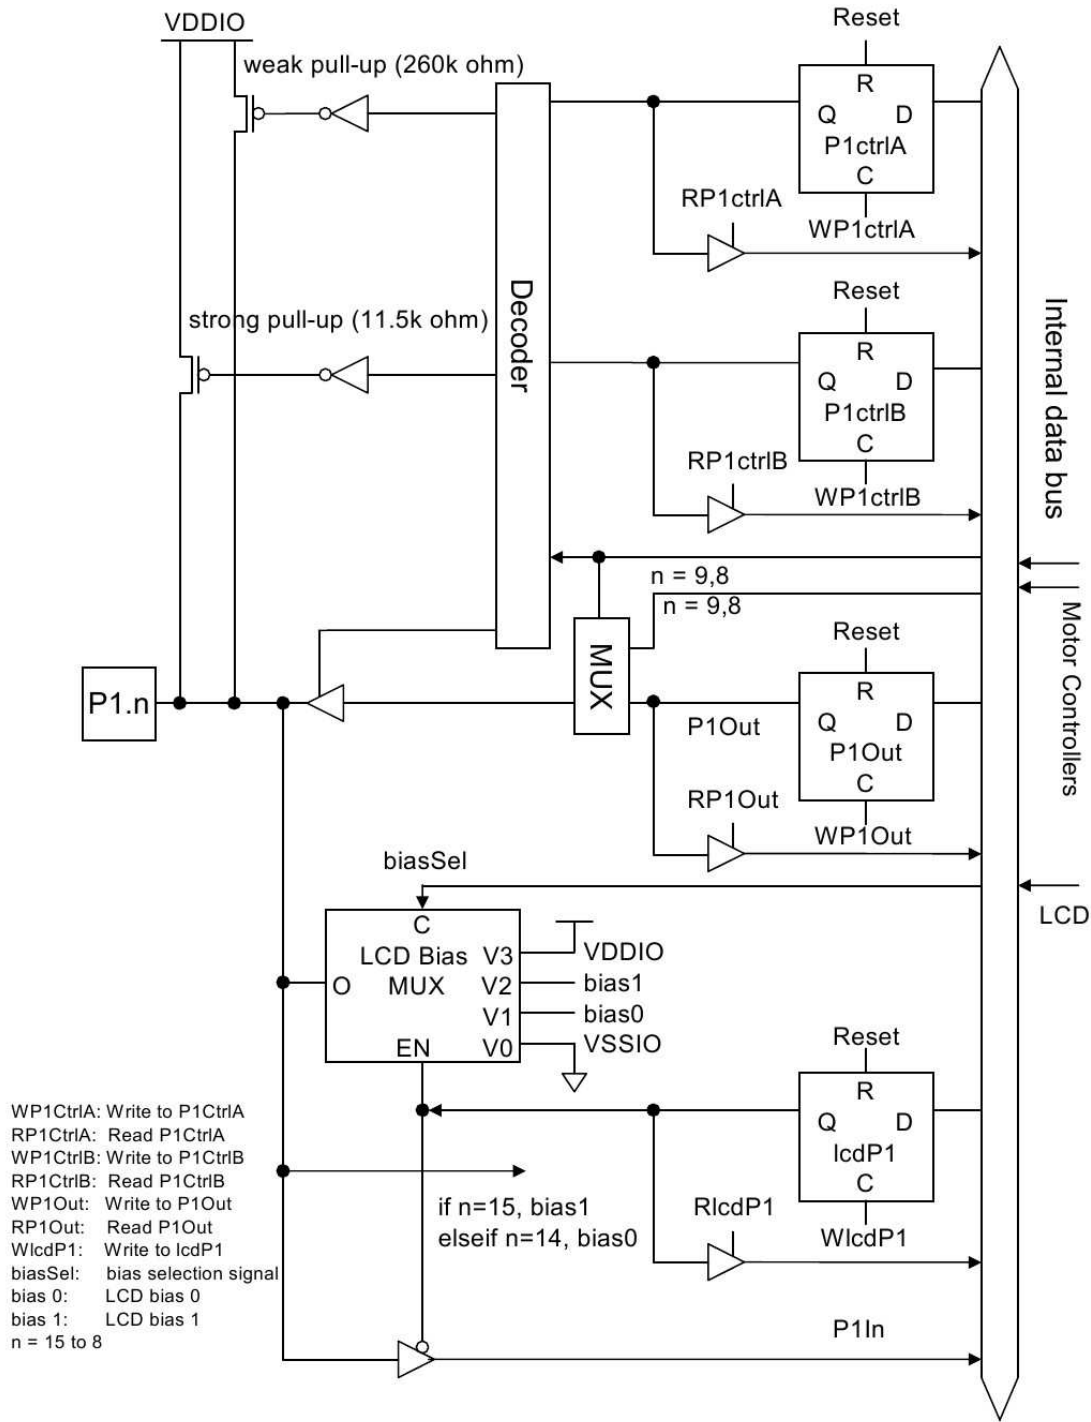 VDDIO
weak pull-up (260k ohm)
strong pull-up (11.5k ohm)
Decoder
Reset
R
Q D
P1ctrlA
C
RP1ctrlA
WP1ctrlA
Reset
R
Q D
P1ctrlB
C
RP1ctrlB
WP1ctrlB
Internal data bus
n = 9,8
n = 9,8
Motor Controllers
MUX
P1.n
Reset
R
Q D
P1Out
P1Out
C
RP1Out
WP1Out
biasSel
LCD
C
LCD Bias V3
MUX V2
O
V1
EN V0
VDDIO
bias1
bias0
VSSIO
Reset
R
Q D
lcdP1
C
RlcdP1
WlcdP1
if n=15, bias1
elseif n=14, bias0
P1In
WP1CtrlA: Write to P1CtrlA
RP1CtrlA: Read P1CtrlA
WP1CtrlB: Write to P1CtrlB
RP1CtrlB: Read P1CtrlB
WP1Out: Write to P1Out
RP1Out: Read P1Out
WlcdP1: Write to lcdP1
biasSel: bias selection signal
bias 0: LCD bias 0
bias 1: LCD bias 1
n = 15 to 8